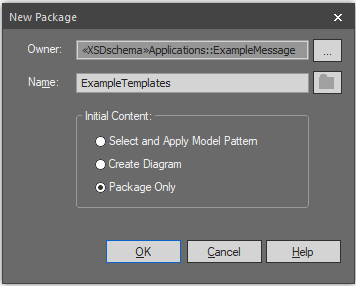 New Package
Owner: «XSDschema»Applications::ExampleMessage ...
Name: ExampleTemplates
Initial Content:
Select and Apply Model Pattern
Create Diagram
Package Only
OK Cancel Help